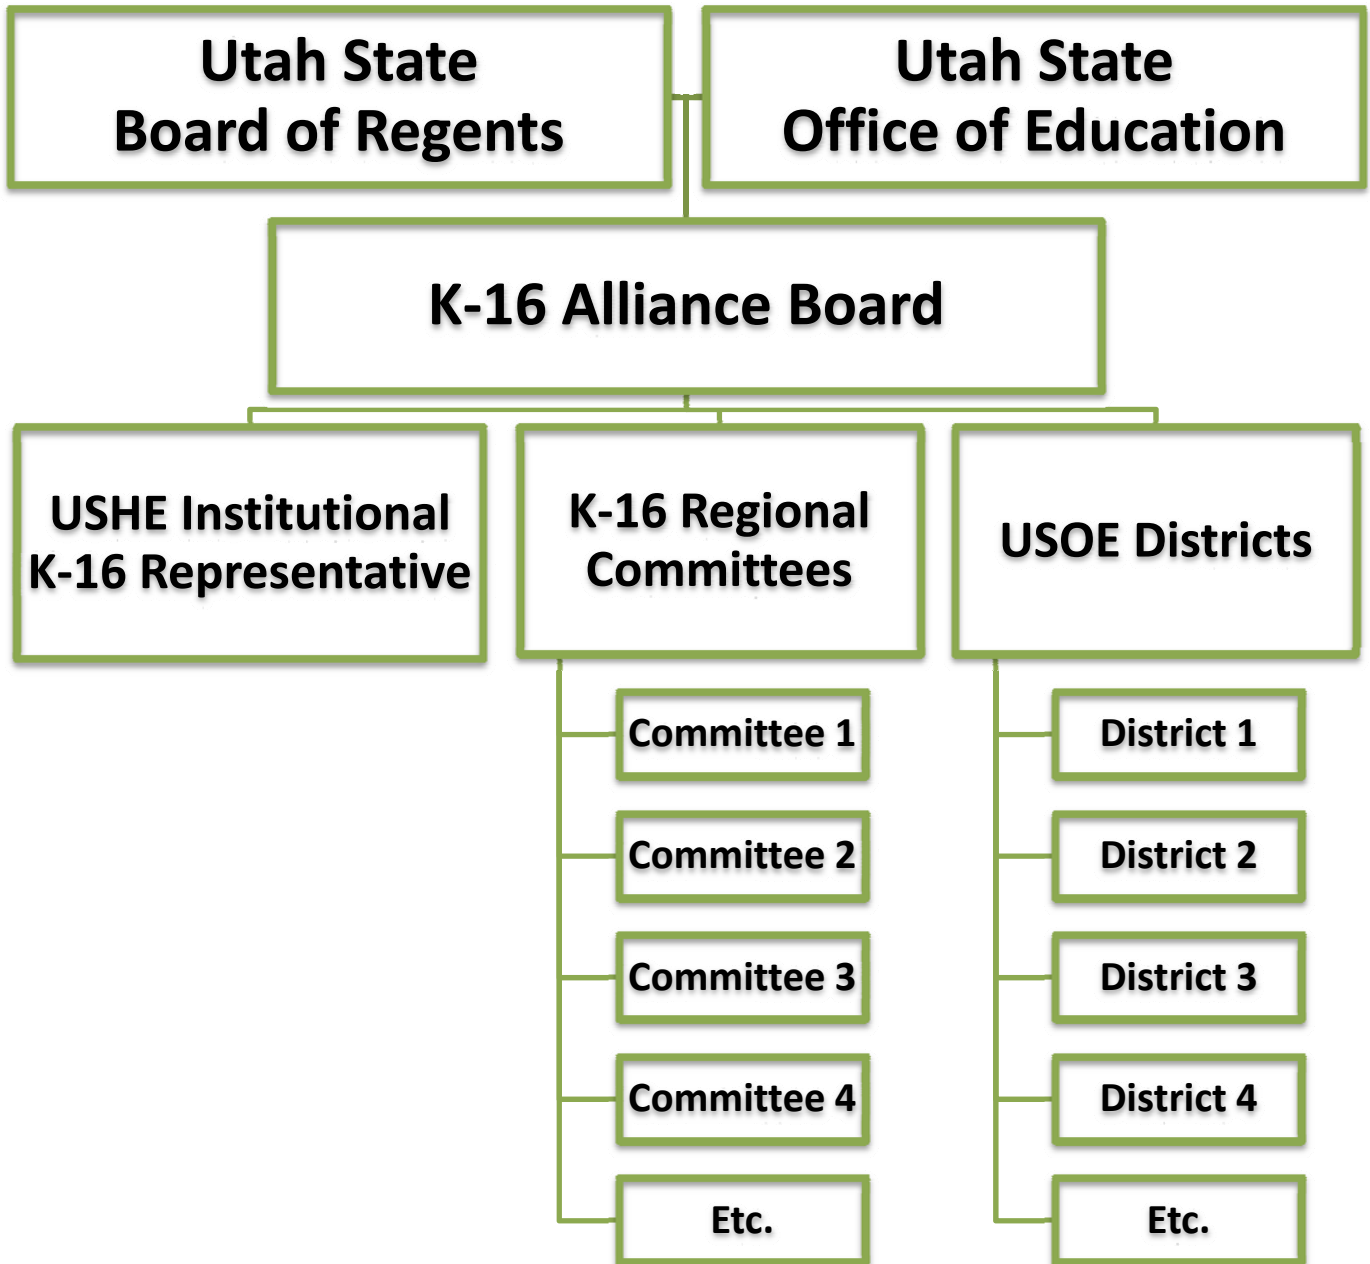 Utah State
Board of Regents
Utah State
Office of Education
K-16 Alliance Board
USHE Institutional
K-16 Representative
K-16 Regional
Committees
USOE Districts
Committee 1
Committee 2
Committee 3
Committee 4
Etc.
District 1
District 2
District 3
District 4
Etc.